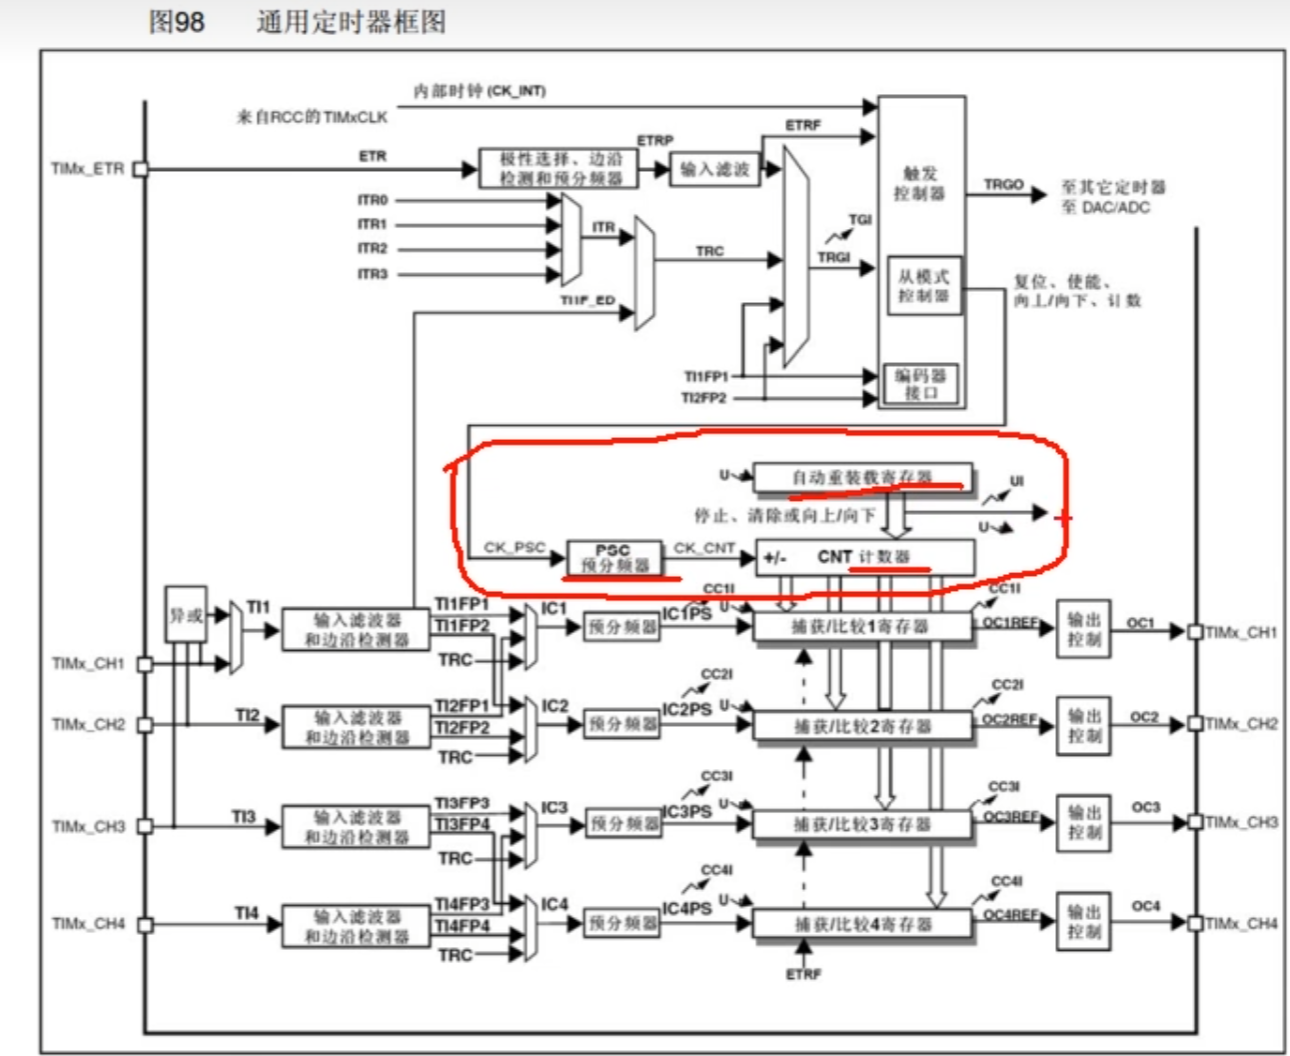 图98 通用定时器框图
内部时钟 (CK_INT)
来自RCC的TIMxCLK
ETRF
ETRP
TIMx_ETR
ETR
极性选择、边沿
检测和预分频器
输入滤波
触发
控制器
TRGO
至其它定时器
至 DAC/ADC
ITR0
ITR1
ITR2
ITR3
ITR
TRC
TGI
TRGI
从模式
控制器
复位、使能、
向上/向下、计数
TI1F_ED
TI1FP1
TI2FP2
编码器
接口
U
自动重装载寄存器
UI
停止、清除或向上/向下
U
CK_PSC
PSC
预分频器
CK_CNT
+/-
CNT 计数器
异或
TI1
输入滤波器
和边沿检测器
TI1FP1
TI1FP2
TRC
IC1
预分频器
IC1PS
CC1I
U
捕获/比较1寄存器
CC1I
OC1REF
输出
控制
OC1
TIMx_CH1
TIMx_CH1
TIMx_CH2
TI2
输入滤波器
和边沿检测器
TI2FP1
TI2FP2
TRC
IC2
预分频器
IC2PS
CC2I
U
捕获/比较2寄存器
CC2I
OC2REF
输出
控制
OC2
TIMx_CH2
TIMx_CH3
TI3
输入滤波器
和边沿检测器
TI3FP3
TI3FP4
TRC
IC3
预分频器
IC3PS
CC3I
U
捕获/比较3寄存器
CC3I
OC3REF
输出
控制
OC3
TIMx_CH3
TIMx_CH4
TI4
输入滤波器
和边沿检测器
TI4FP3
TI4FP4
TRC
IC4
预分频器
IC4PS
CC4I
U
捕获/比较4寄存器
CC4I
OC4REF
输出
控制
OC4
TIMx_CH4
ETRF